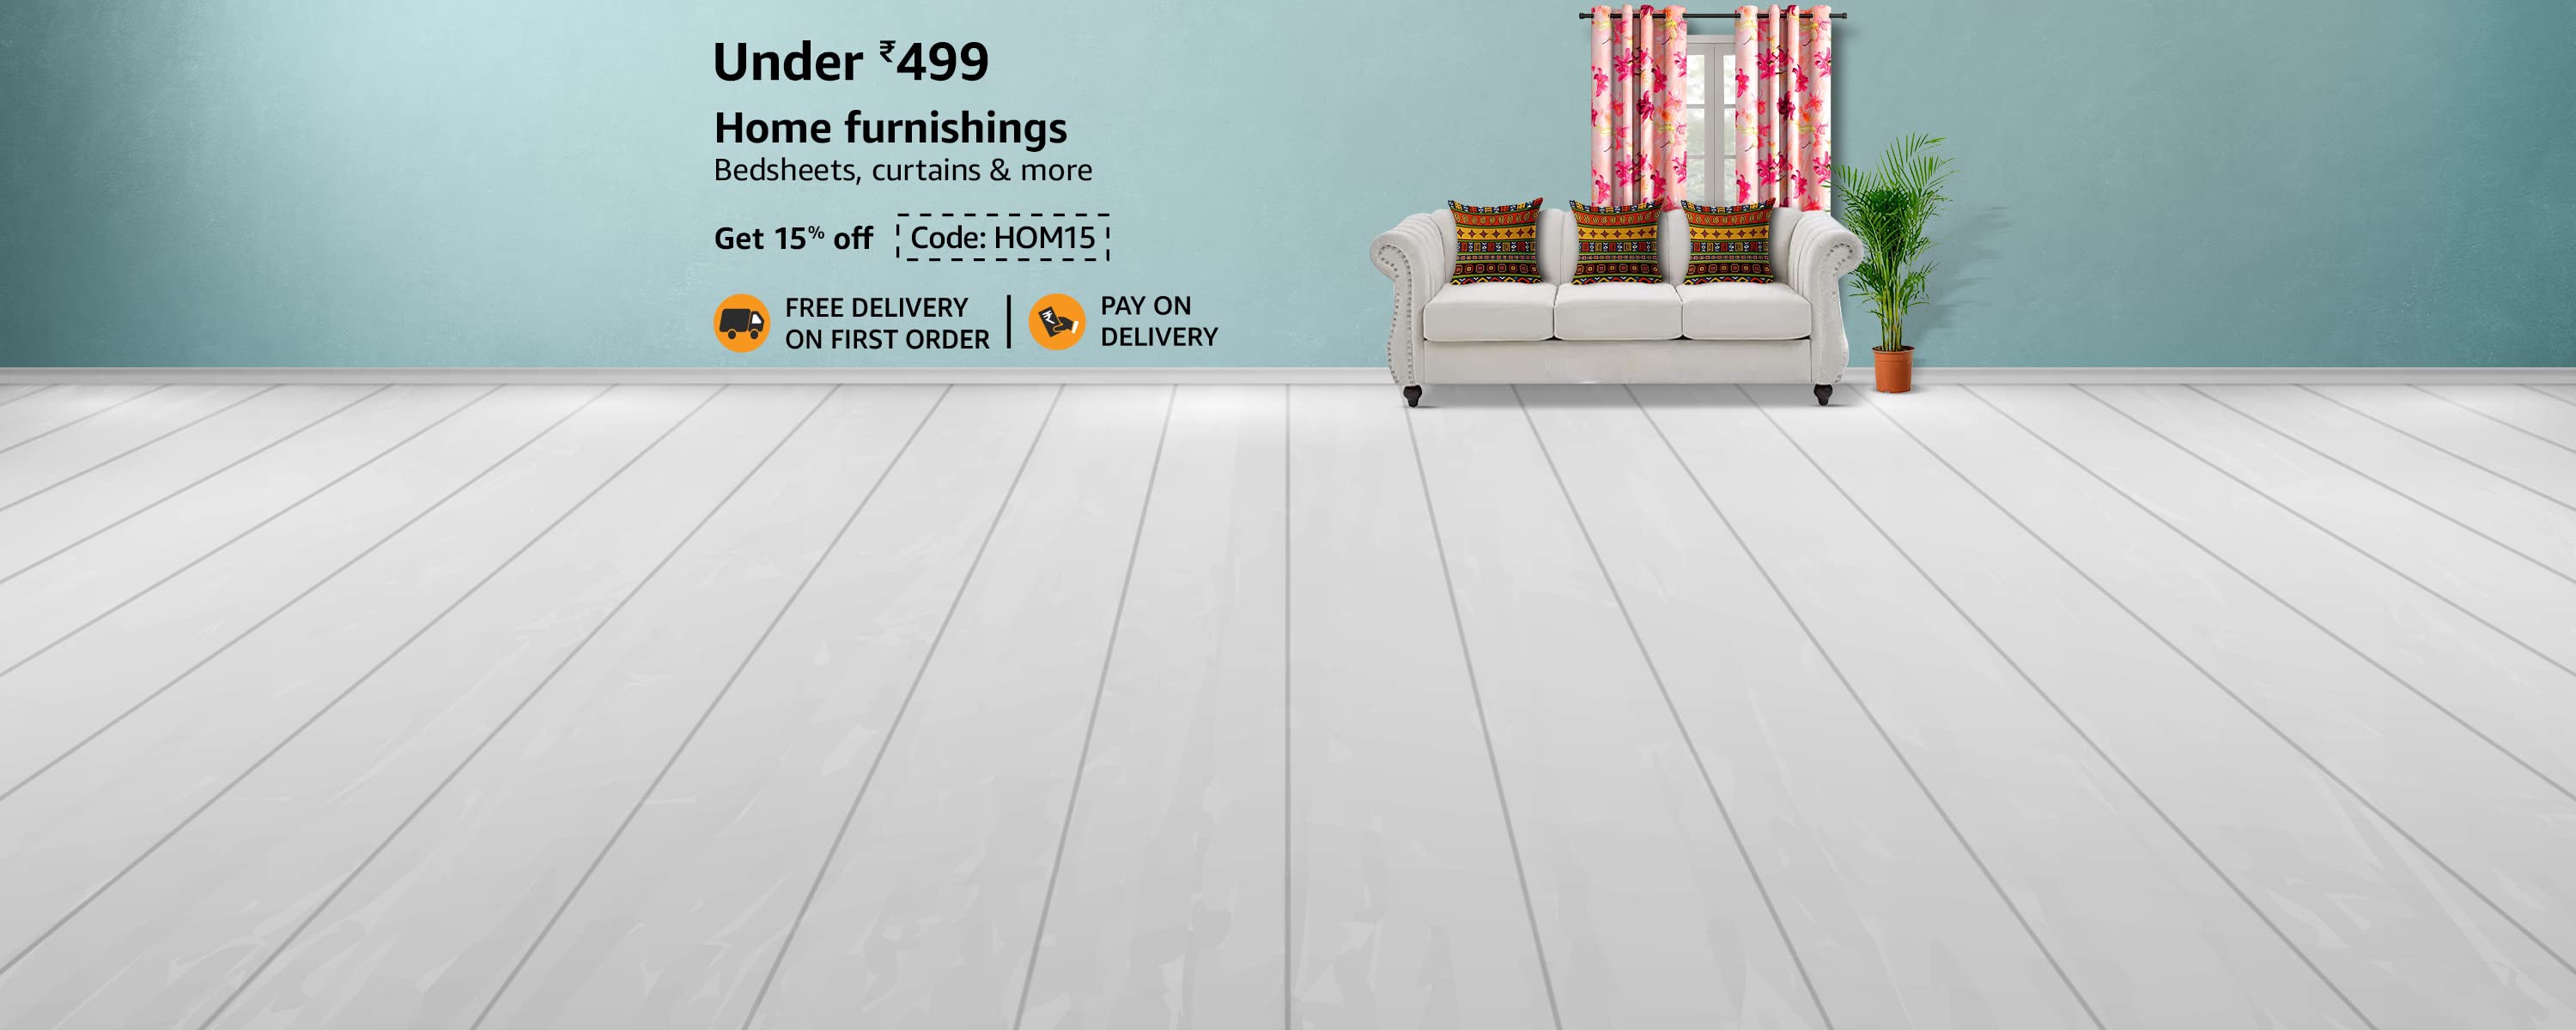 Under ₹499
Home furnishings
Bedsheets, curtains & more
Get 15% off Code: HOM15
FREE DELIVERY
ON FIRST ORDER
PAY ON
DELIVERY